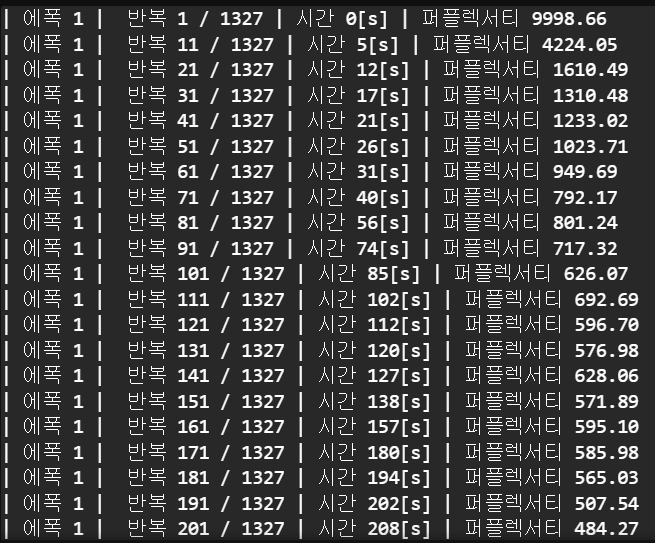 | 에폭 1 |  반복 1 / 1327 | 시간 0[s] | 퍼플렉서티 9998.66
| 에폭 1 |  반복 11 / 1327 | 시간 5[s] | 퍼플렉서티 4224.05
| 에폭 1 |  반복 21 / 1327 | 시간 12[s] | 퍼플렉서티 1610.49
| 에폭 1 |  반복 31 / 1327 | 시간 17[s] | 퍼플렉서티 1310.48
| 에폭 1 |  반복 41 / 1327 | 시간 21[s] | 퍼플렉서티 1233.02
| 에폭 1 |  반복 51 / 1327 | 시간 26[s] | 퍼플렉서티 1023.71
| 에폭 1 |  반복 61 / 1327 | 시간 31[s] | 퍼플렉서티 949.69
| 에폭 1 |  반복 71 / 1327 | 시간 40[s] | 퍼플렉서티 792.17
| 에폭 1 |  반복 81 / 1327 | 시간 56[s] | 퍼플렉서티 801.24
| 에폭 1 |  반복 91 / 1327 | 시간 74[s] | 퍼플렉서티 717.32
| 에폭 1 |  반복 101 / 1327 | 시간 85[s] | 퍼플렉서티 626.07
| 에폭 1 |  반복 111 / 1327 | 시간 102[s] | 퍼플렉서티 692.69
| 에폭 1 |  반복 121 / 1327 | 시간 112[s] | 퍼플렉서티 596.70
| 에폭 1 |  반복 131 / 1327 | 시간 120[s] | 퍼플렉서티 576.98
| 에폭 1 |  반복 141 / 1327 | 시간 127[s] | 퍼플렉서티 628.06
| 에폭 1 |  반복 151 / 1327 | 시간 138[s] | 퍼플렉서티 571.89
| 에폭 1 |  반복 161 / 1327 | 시간 157[s] | 퍼플렉서티 595.10
| 에폭 1 |  반복 171 / 1327 | 시간 180[s] | 퍼플렉서티 585.98
| 에폭 1 |  반복 181 / 1327 | 시간 194[s] | 퍼플렉서티 565.03
| 에폭 1 |  반복 191 / 1327 | 시간 202[s] | 퍼플렉서티 507.54
| 에폭 1 |  반복 201 / 1327 | 시간 208[s] | 퍼플렉서티 484.27